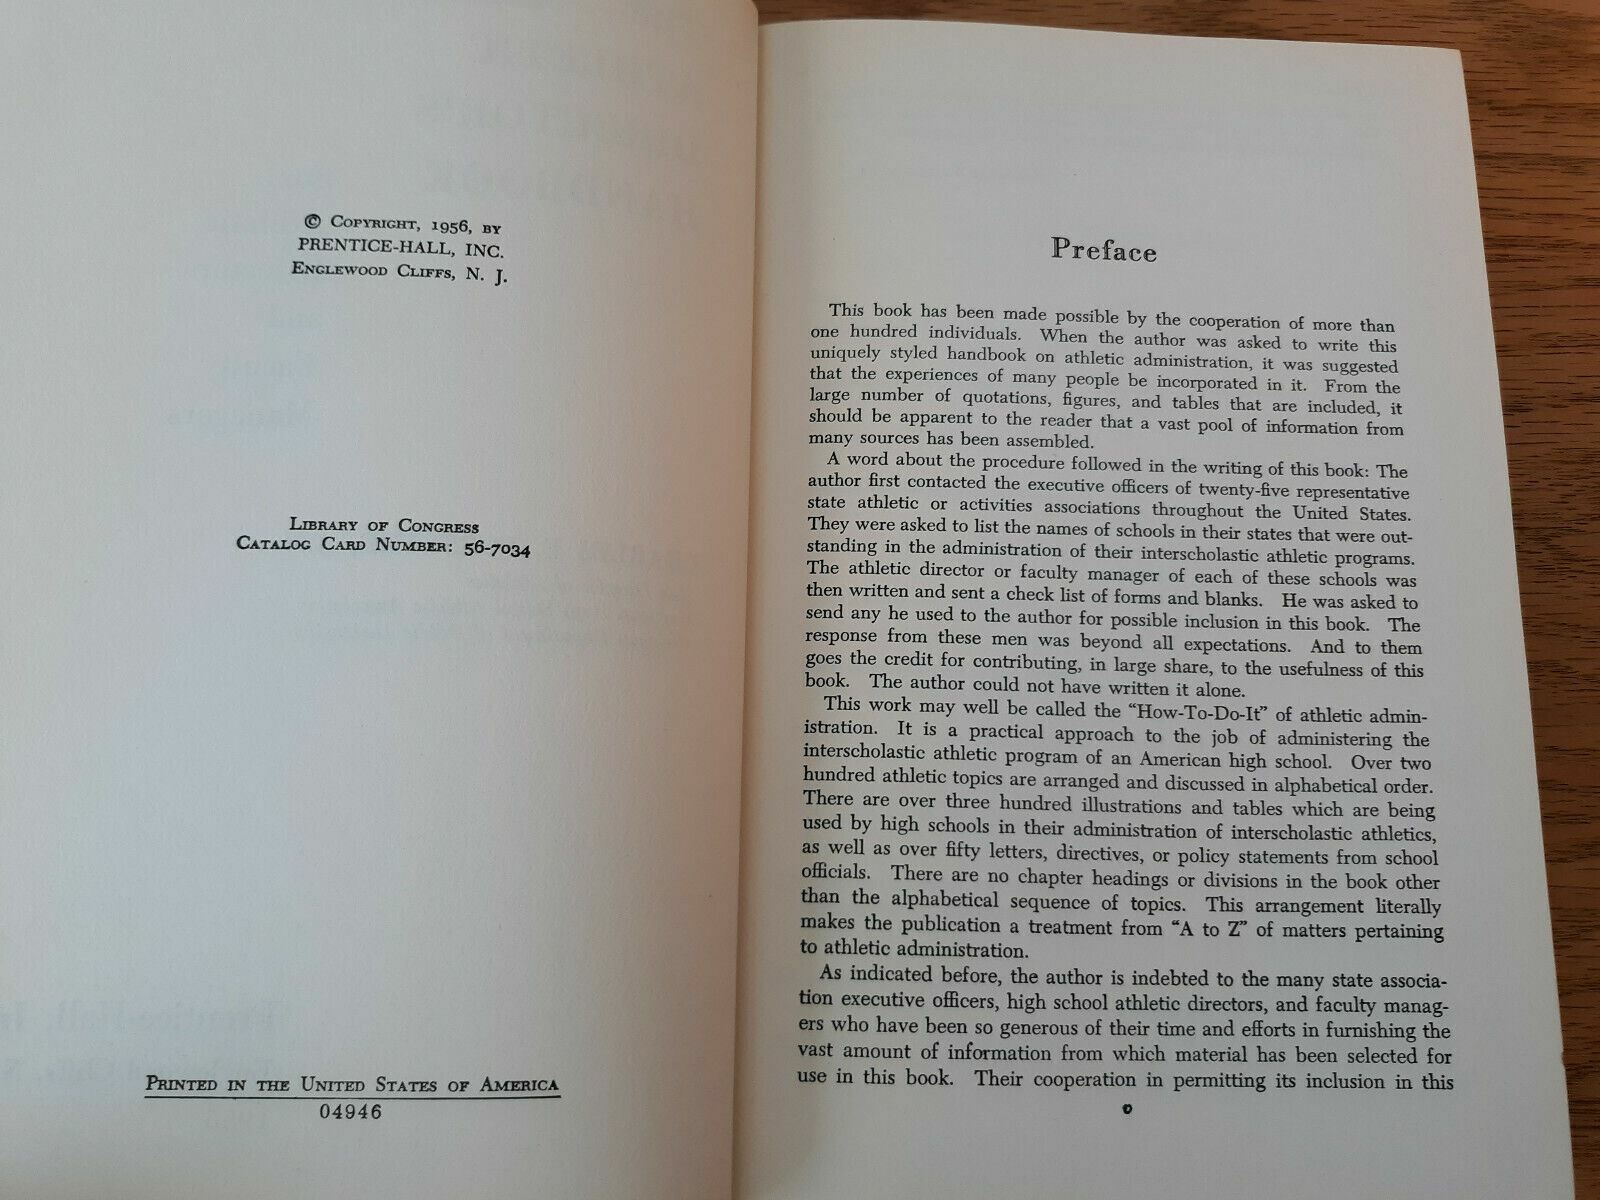 © Copyright, 1956, by
PRENTICE-HALL, INC.
Englewood Cliffs, N. J.
Library of Congress
Catalog Card Number: 56-7034
Printed in the United States of America
04946
Preface
This book has been made possible by the cooperation of more than
one hundred individuals. When the author was asked to write this
uniquely styled handbook on athletic administration, it was suggested
that the experiences of many people be incorporated in it. From the
large number of quotations, figures, and tables that are included, it
should be apparent to the reader that a vast pool of information from
many sources has been assembled.
A word about the procedure followed in the writing of this book: The
author first contacted the executive officers of twenty-five representative
state athletic or activities associations throughout the United States.
They were asked to list the names of schools in their states that were out-
standing in the administration of their interscholastic athletic programs.
The athletic director or faculty manager of each of these schools was
then written and sent a check list of forms and blanks. He was asked to
send any he used to the author for possible inclusion in this book. The
response from these men was beyond all expectations. And to them
goes the credit for contributing, in large share, to the usefulness of this
book. The author could not have written it alone.
This work may well be called the "How-To-Do-It" of athletic admin-
istration. It is a practical approach to the job of administering the
interscholastic athletic program of an American high school. Over two
hundred athletic topics are arranged and discussed in alphabetical order.
There are over three hundred illustrations and tables which are being
used by high schools in their administration of interscholastic athletics,
as well as over fifty letters, directives, or policy statements from school
officials. There are no chapter headings or divisions in the book other
than the alphabetical sequence of topics. This arrangement literally
makes the publication a treatment from "A to Z" of matters pertaining
to athletic administration.
As indicated before, the author is indebted to the many state associa-
tion executive officers, high school athletic directors, and faculty manag-
ers who have been so generous of their time and efforts in furnishing the
vast amount of information from which material has been selected for
use in this book. Their cooperation in permitting its inclusion in this